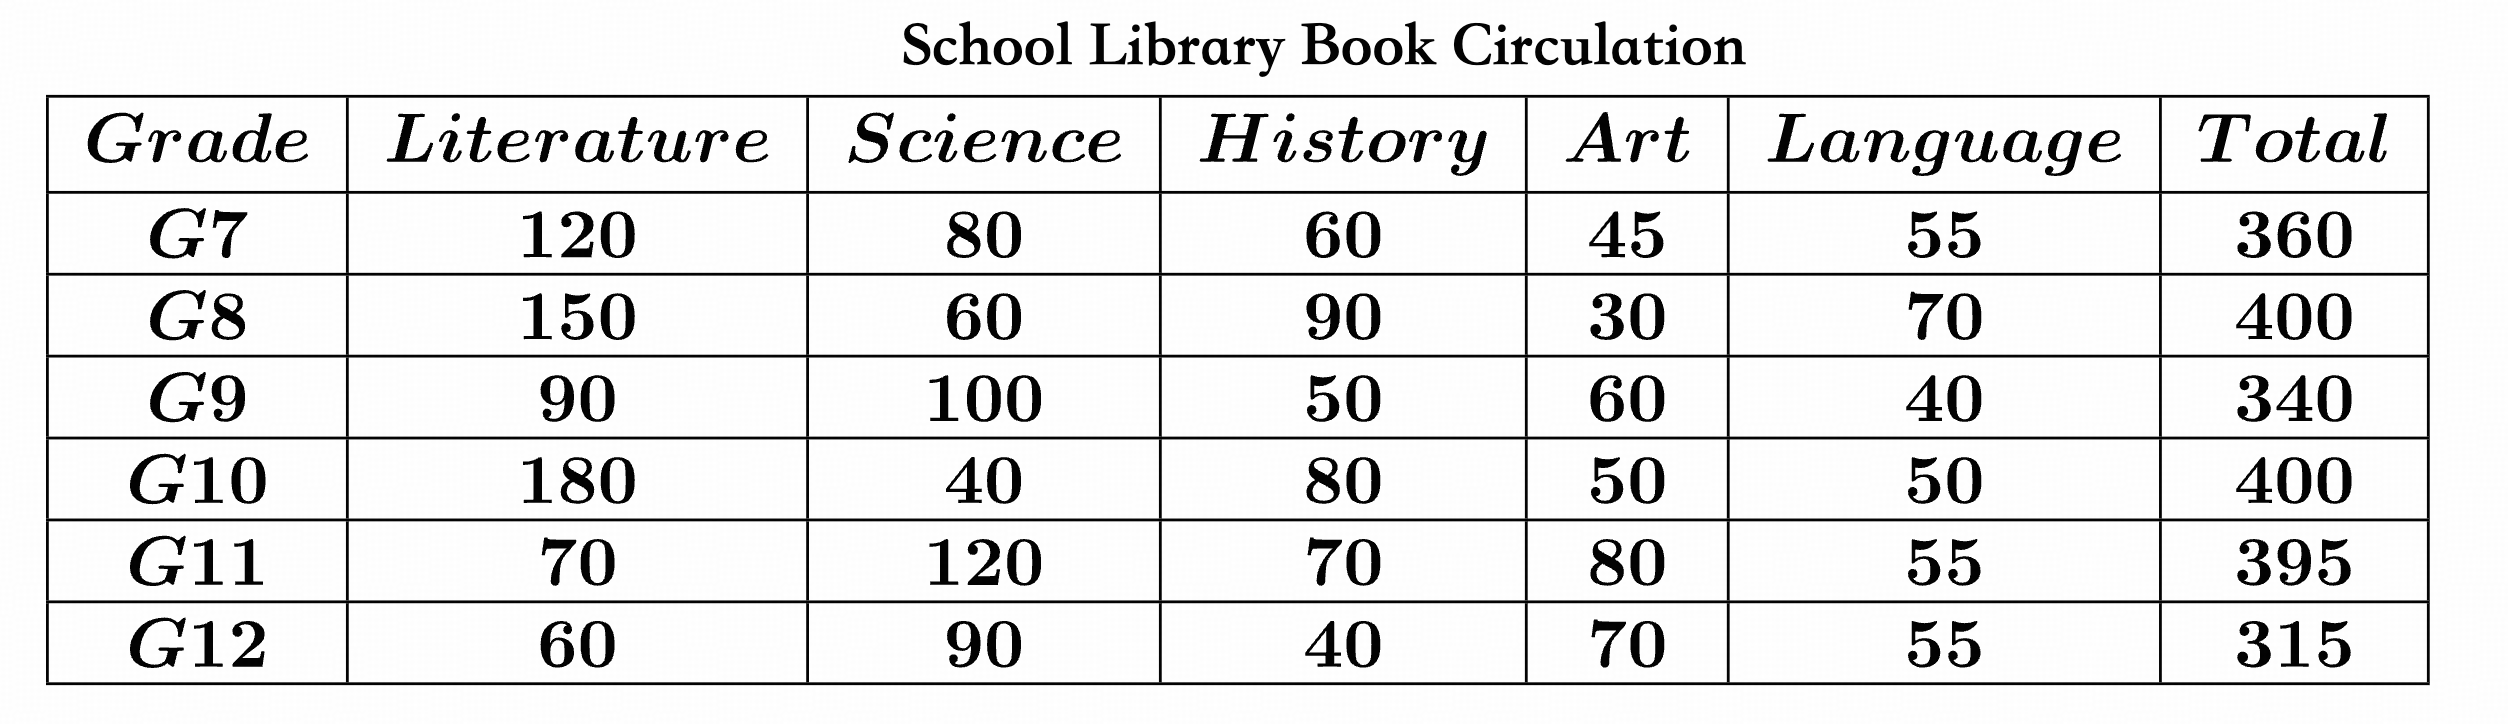 School Library Book Circulation
Grade Literature Science History Art Language Total
G7 120 80 60 45 55 360
G8 150 60 90 30 70 400
G9 90 100 50 60 40 340
G10 180 40 80 50 50 400
G11 70 120 70 80 55 395
G12 60 90 40 70 55 315